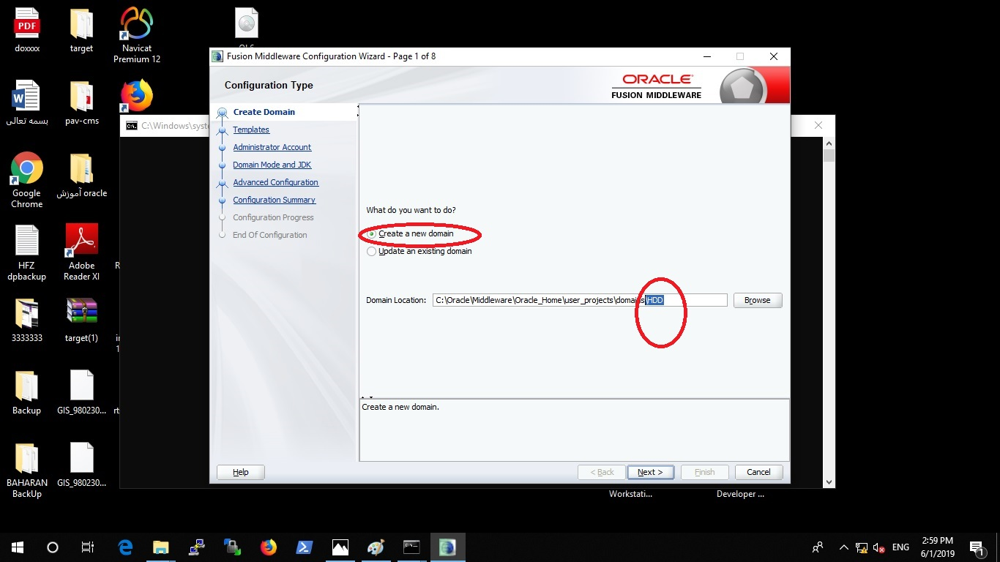 PDF
doxxxx
target
Navicat
Premium 12
بسمه تعالی
pav-cms
Google
Chrome
آموزش oracle
HFZ
dpbackup
Adobe
Reader XI
3333333
target(1)
Backup
GIS_980230...
BAHARAN
BackUp
GIS_980230...
Fusion Middleware Configuration Wizard - Page 1 of 8
Configuration Type
ORACLE
FUSION MIDDLEWARE
C:\Windows\syst
Create Domain
Templates
Administrator Account
Domain Mode and JDK
Advanced Configuration
Configuration Summary
Configuration Progress
End Of Configuration
What do you want to do?
Create a new domain
Update an existing domain
Domain Location: C:\Oracle\Middleware\Oracle_Home\user_projects\domains\HDD Browse
Create a new domain.
Help < Back Next > Finish Cancel
Workstati...
Developer ...
ENG
2:59 PM
6/1/2019
1